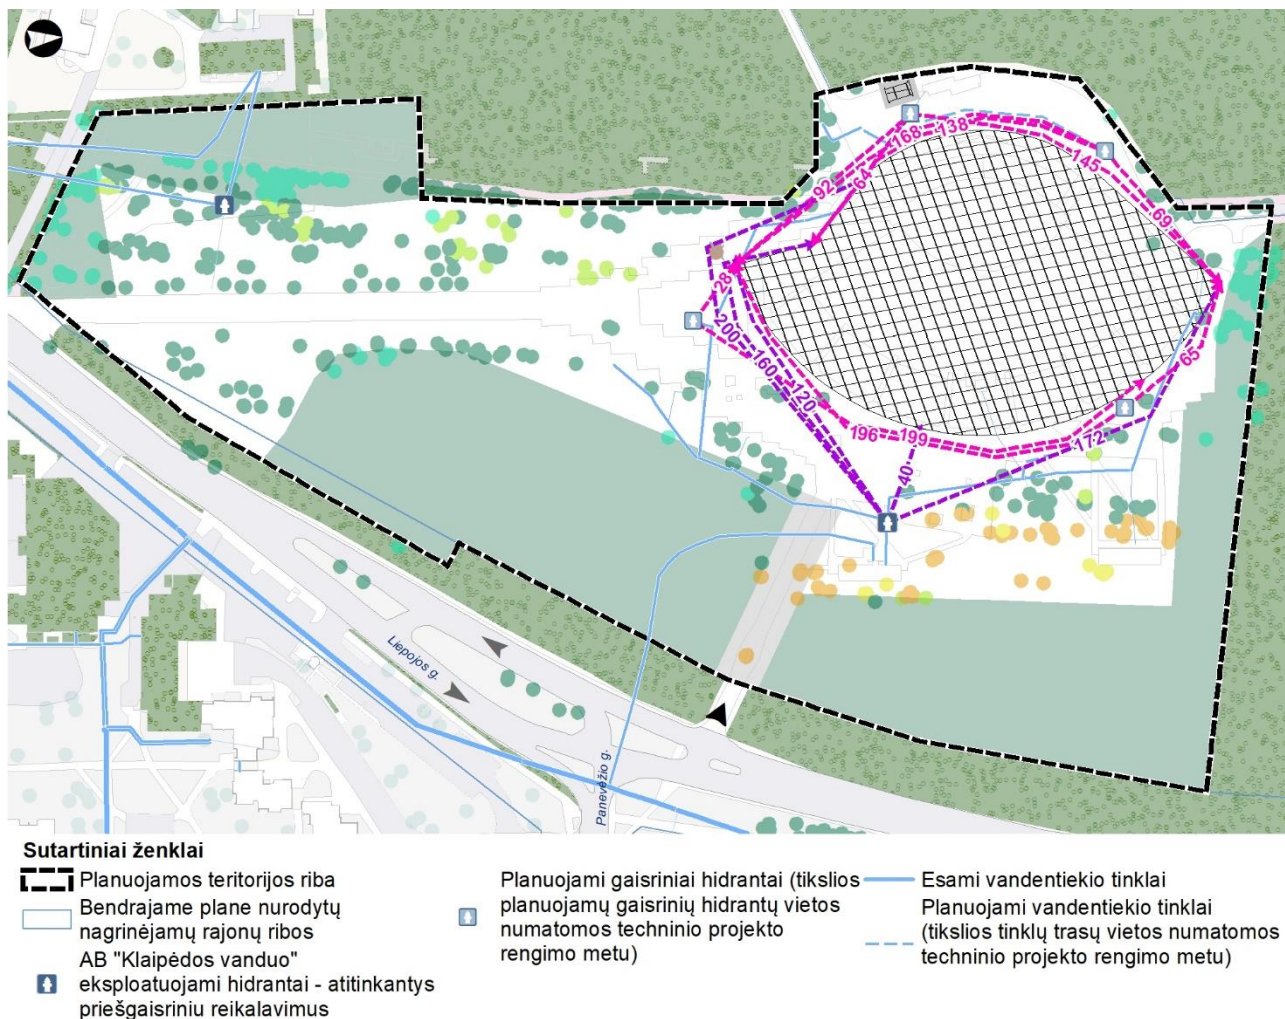 168
138
145
92
64
69
28
200
160
120
65
196
199
172
40
Liepojos g.
Panevėžio g.
Sutartiniai ženklai
Planuojamos teritorijos riba
Bendrajame plane nurodytų
nagrinėjamų rajonų ribos
AB "Klaipėdos vanduo"
eksploatuojami hidrantai - atitinkantys
priešgaisriniu reikalavimus
Planuojami gaisriniai hidrantai (tikslios
planuojamų gaisrinių hidrantų vietos
numatomos techninio projekto
rengimo metu)
Esami vandentiekio tinklai
Planuojami vandentiekio tinklai
(tikslios tinklų trasų vietos numatomos
techninio projekto rengimo metu)